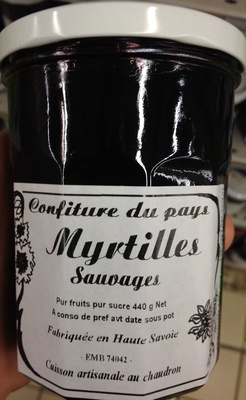 Confiture du pays
Myrtilles
Sauvages
Pur fruits pur sucre 440 g Net
A conso de pref avt date sous pot
Fabriquée en Haute Savoie
- EMB 74042 -
Cuisson artisanale au chaudron